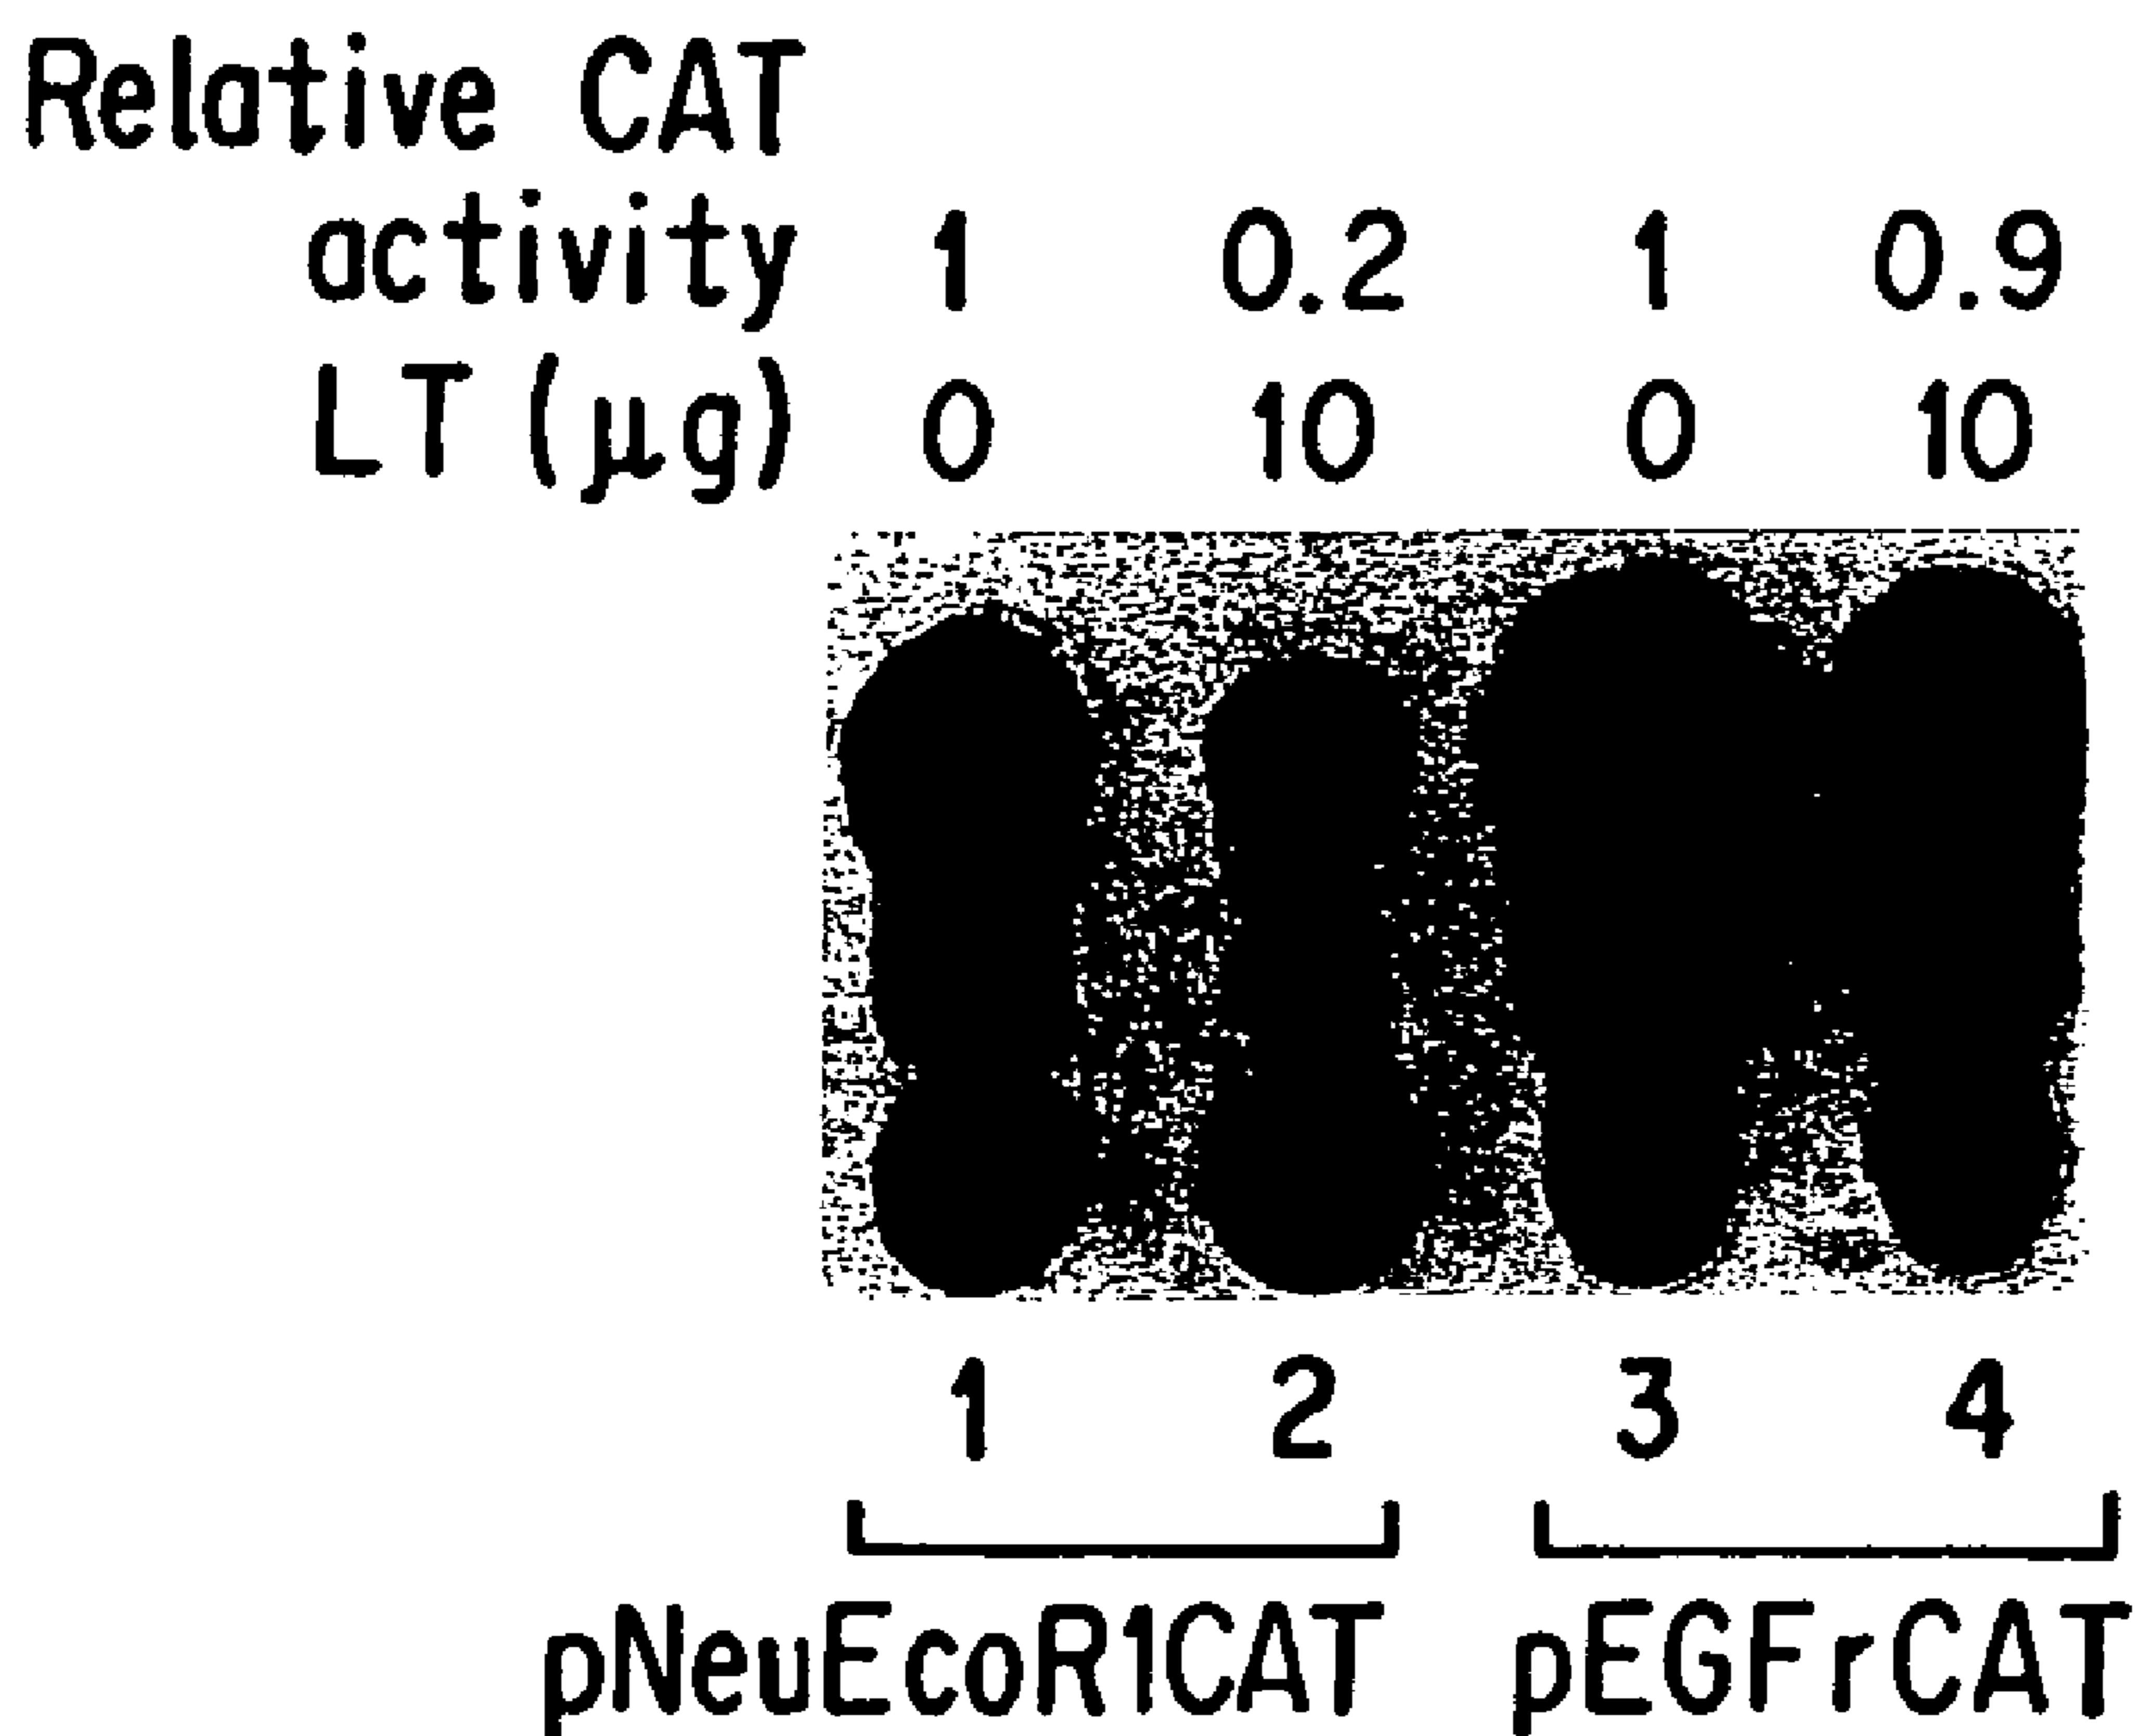 Relative CAT
activity 1 0.2 1 0.9
LT (µg) 0 10 0 10
1 2 3 4
pNeuEcoR1CAT pEGFrCAT